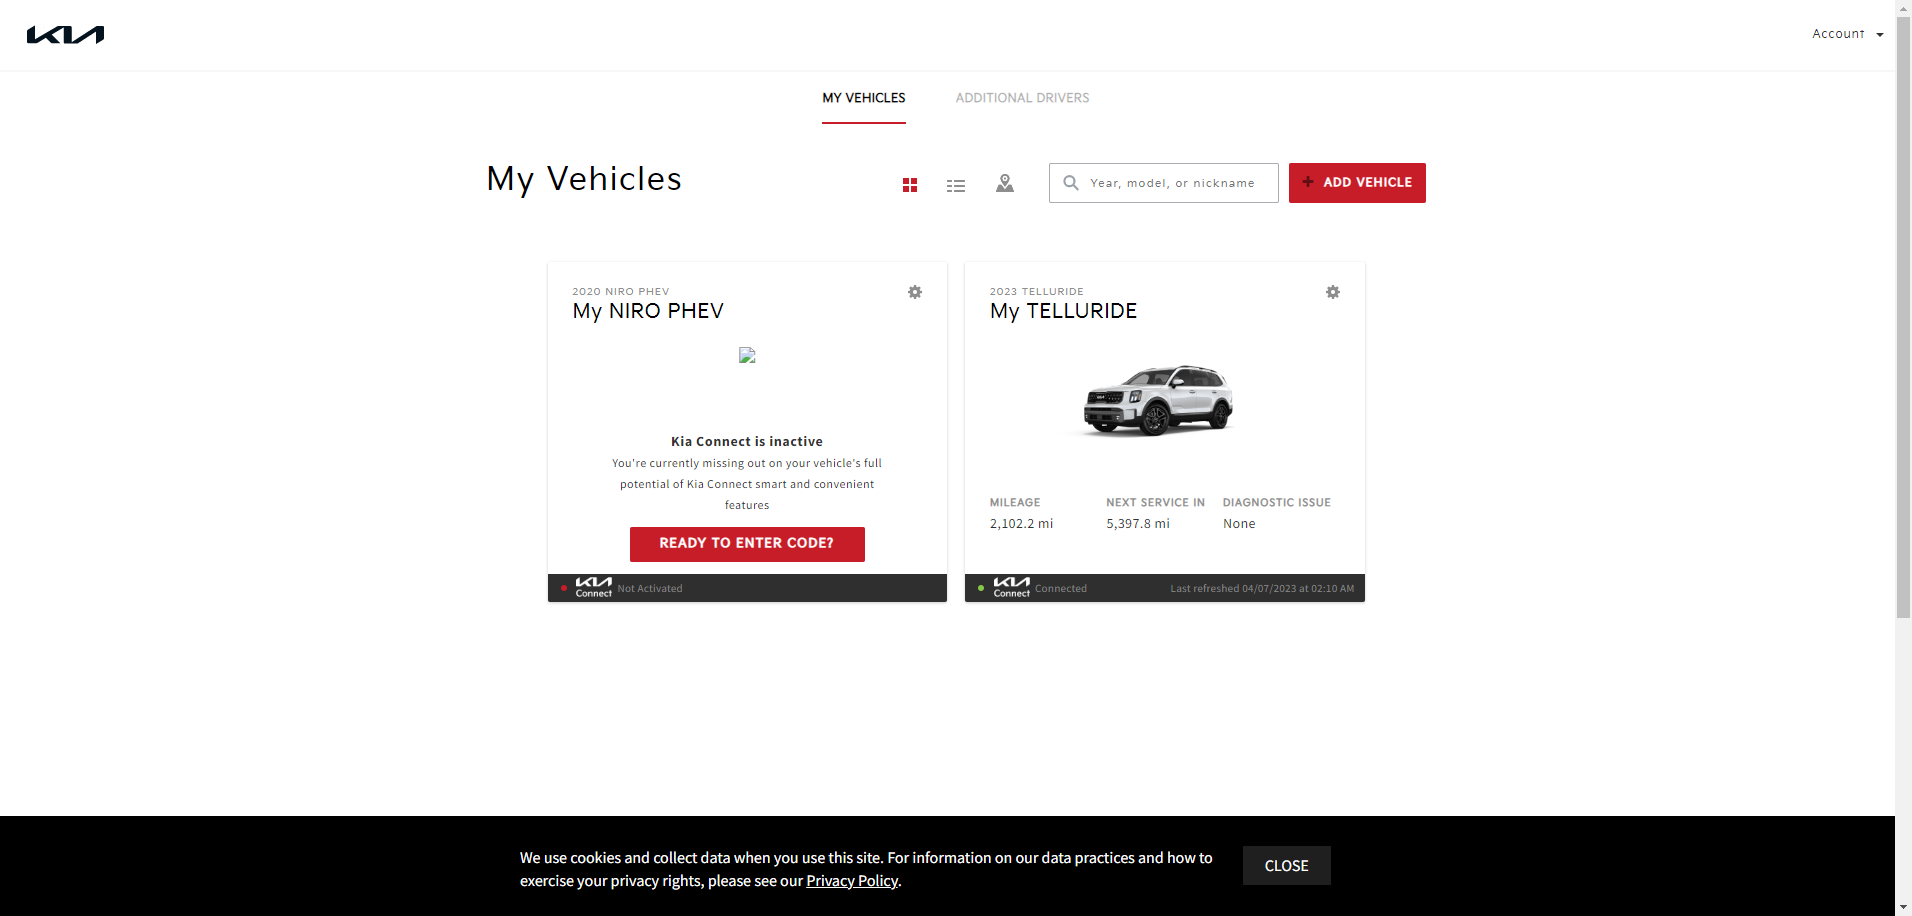 KIA
Account
MY VEHICLES
ADDITIONAL DRIVERS
My Vehicles
Year, model, or nickname
+ ADD VEHICLE
2020 NIRO PHEV
My NIRO PHEV
Kia Connect is inactive
You're currently missing out on your vehicle's full
potential of Kia Connect smart and convenient
features
READY TO ENTER CODE?
KIA
Connect
Not Activated
2023 TELLURIDE
My TELLURIDE
MILEAGE
NEXT SERVICE IN
DIAGNOSTIC ISSUE
2,102.2 mi
5,397.8 mi
None
KIA
Connect
Connected
Last refreshed 04/07/2023 at 02:10 AM
We use cookies and collect data when you use this site. For information on our data practices and how to
exercise your privacy rights, please see our Privacy Policy.
CLOSE